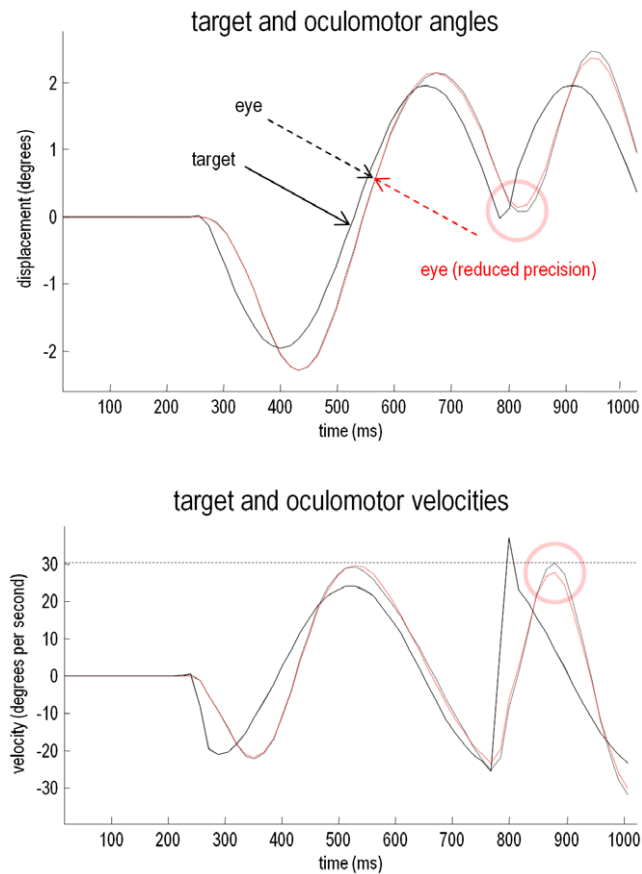 target and oculomotor angles
displacement (degrees)
2
1
0
-1
-2
eye
target
eye (reduced precision)
100 200 300 400 500 600 700 800 900 1000
time (ms)
target and oculomotor velocities
velocity (degrees per second)
30
20
10
0
-10
-20
-30
100 200 300 400 500 600 700 800 900 1000
time (ms)